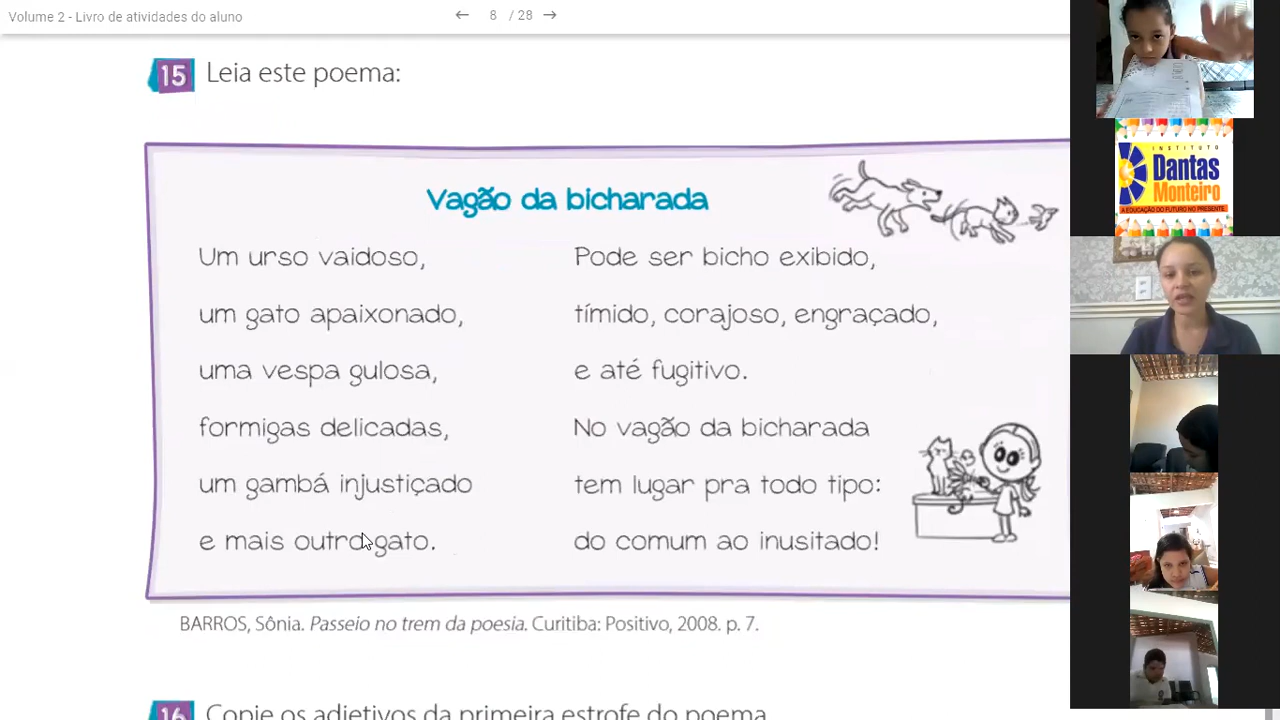 Volume 2 - Livro de atividades do aluno
8 / 28
15 Leia este poema:
Vagão da bicharada
Um urso vaidoso,
um gato apaixonado,
uma vespa gulosa,
formigas delicadas,
um gambá injustiçado
e mais outro gato.
Pode ser bicho exibido,
tímido, corajoso, engraçado,
e até fugitivo.
No vagão da bicharada
tem lugar pra todo tipo:
do comum ao inusitado!
BARROS, Sônia. Passeio no trem da poesia. Curitiba: Positivo, 2008. p. 7.
16 Copie os adjetivos da primeira estrofe do poema
INSTITUTO
Dantas
Monteiro
A EDUCAÇÃO DO FUTURO NO PRESENTE